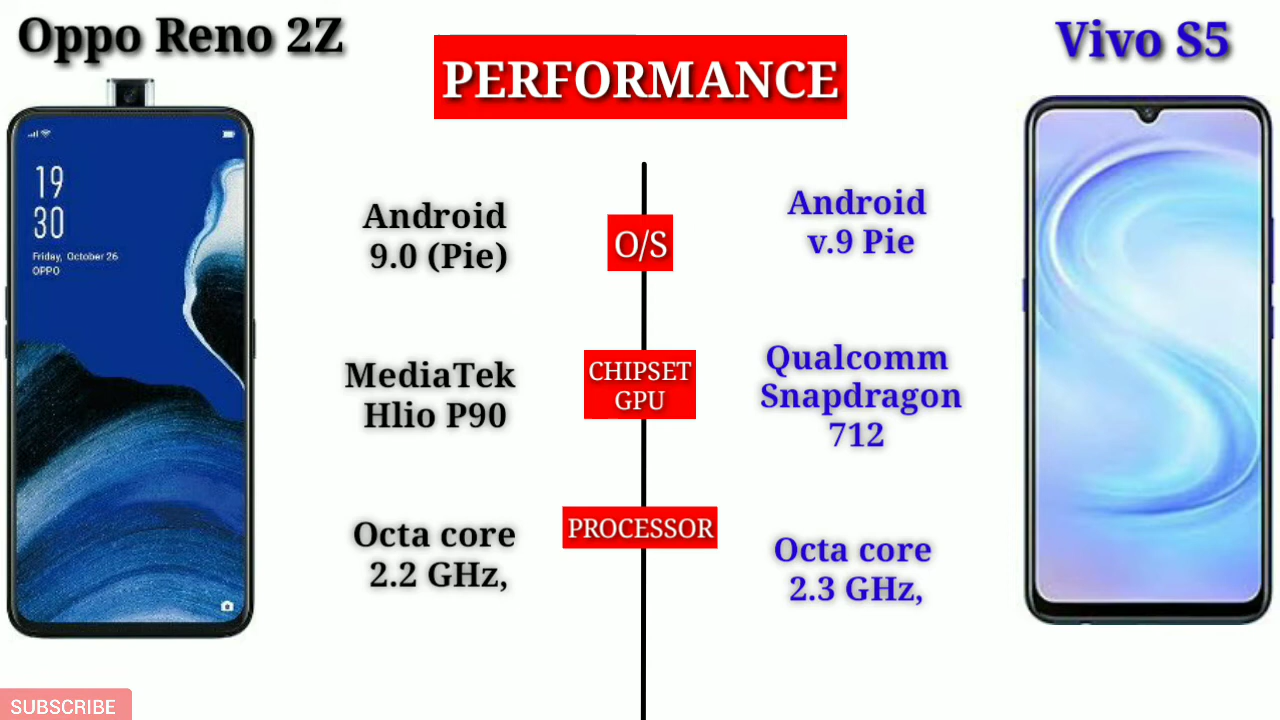 Oppo Reno 2Z
PERFORMANCE
Vivo S5
19
30
Friday, October 26
OPPO
Android
9.0 (Pie)
O/S
Android
v.9 Pie
MediaTek
Hlio P90
CHIPSET
GPU
Qualcomm
Snapdragon
712
Octa core
2.2 GHz,
PROCESSOR
Octa core
2.3 GHz,
SUBSCRIBE